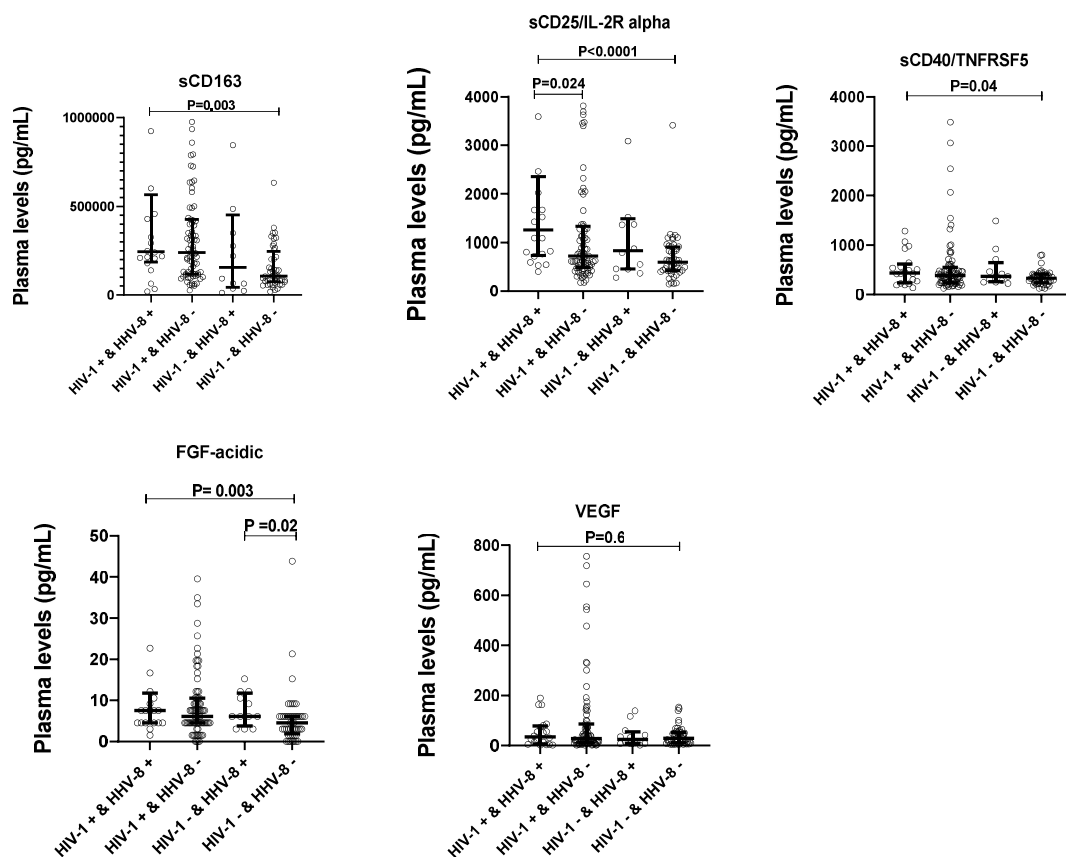 sCD163
P=0.003
Plasma levels (pg/mL)
1000000
500000
0
HIV-1 + & HHV-8 +
HIV-1 + & HHV-8 -
HIV-1 - & HHV-8 +
HIV-1 - & HHV-8 -
sCD25/IL-2R alpha
P<0.0001
P=0.024
Plasma levels (pg/mL)
4000
3000
2000
1000
0
HIV-1 + & HHV-8 +
HIV-1 + & HHV-8 -
HIV-1 - & HHV-8 +
HIV-1 - & HHV-8 -
sCD40/TNFRSF5
P=0.04
Plasma levels (pg/mL)
4000
3000
2000
1000
0
HIV-1 + & HHV-8 +
HIV-1 + & HHV-8 -
HIV-1 - & HHV-8 +
HIV-1 - & HHV-8 -
FGF-acidic
P= 0.003
P =0.02
Plasma levels (pg/mL)
50
40
30
20
10
0
HIV-1 + & HHV-8 +
HIV-1 + & HHV-8 -
HIV-1 - & HHV-8 +
HIV-1 - & HHV-8 -
VEGF
P=0.6
Plasma levels (pg/mL)
800
600
400
200
0
HIV-1 + & HHV-8 +
HIV-1 + & HHV-8 -
HIV-1 - & HHV-8 +
HIV-1 - & HHV-8 -